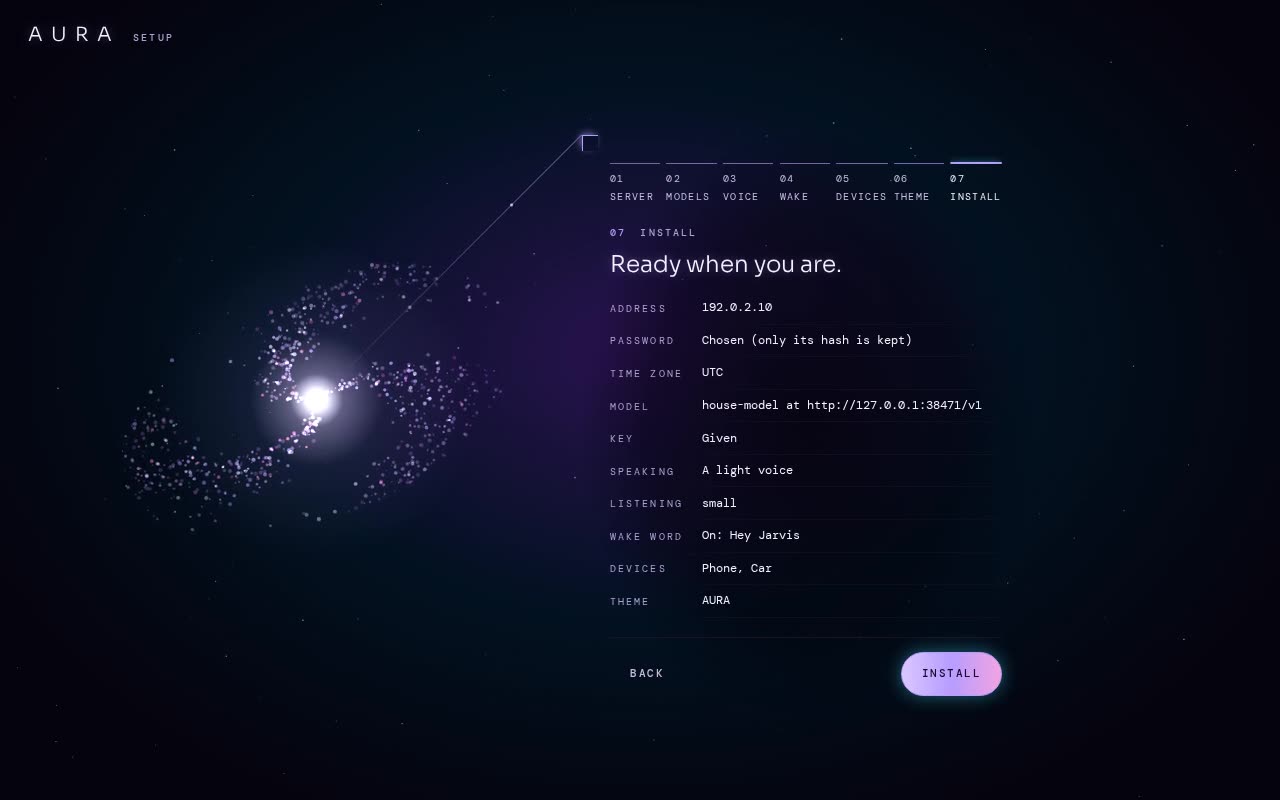 AURA SETUP
01 02 03 04 05 06 07
SERVER MODELS VOICE WAKE DEVICES THEME INSTALL
07 INSTALL
Ready when you are.
ADDRESS 192.0.2.10
PASSWORD Chosen (only its hash is kept)
TIME ZONE UTC
MODEL house-model at http://127.0.0.1:38471/v1
KEY Given
SPEAKING A light voice
LISTENING small
WAKE WORD On: Hey Jarvis
DEVICES Phone, Car
THEME AURA
BACK INSTALL